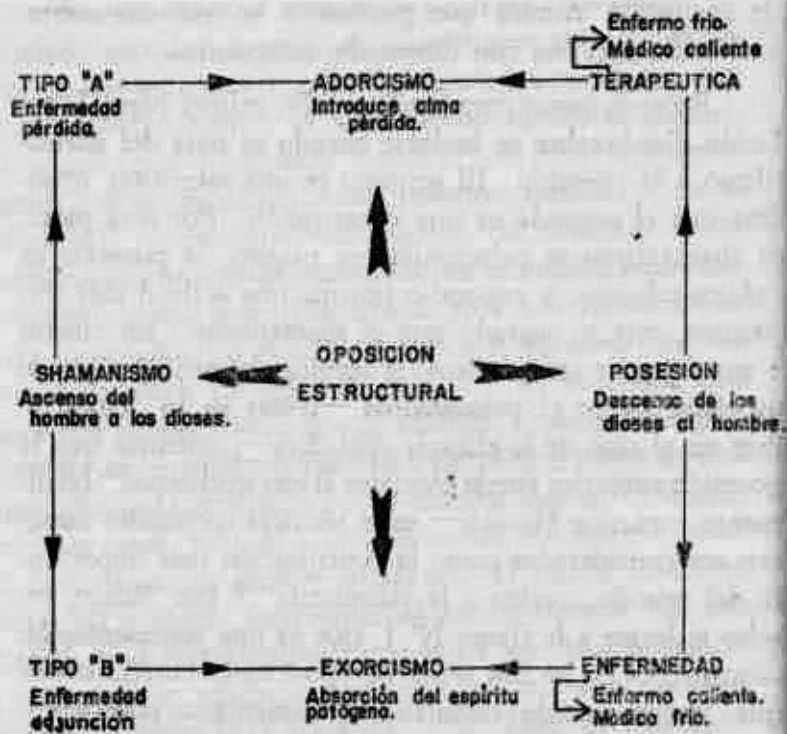 Enfermo frío.
Médico caliente
TIPO "A" ADORCISMO TERAPEUTICA
Enfermedad Introduce alma
pérdida. pérdida.
OPOSICION
SHAMANISMO ESTRUCTURAL POSESION
Ascenso del Descenso de los
hombre a los dioses. dioses al hombre.
TIPO "B" EXORCISMO ENFERMEDAD
Enfermedad Absorción del espíritu Enfermo caliente.
adjunción patógeno. Médico frío.